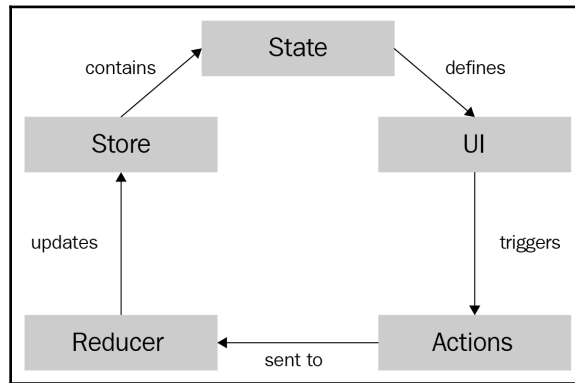 State
contains
defines
Store
UI
updates
triggers
Reducer
Actions
sent to